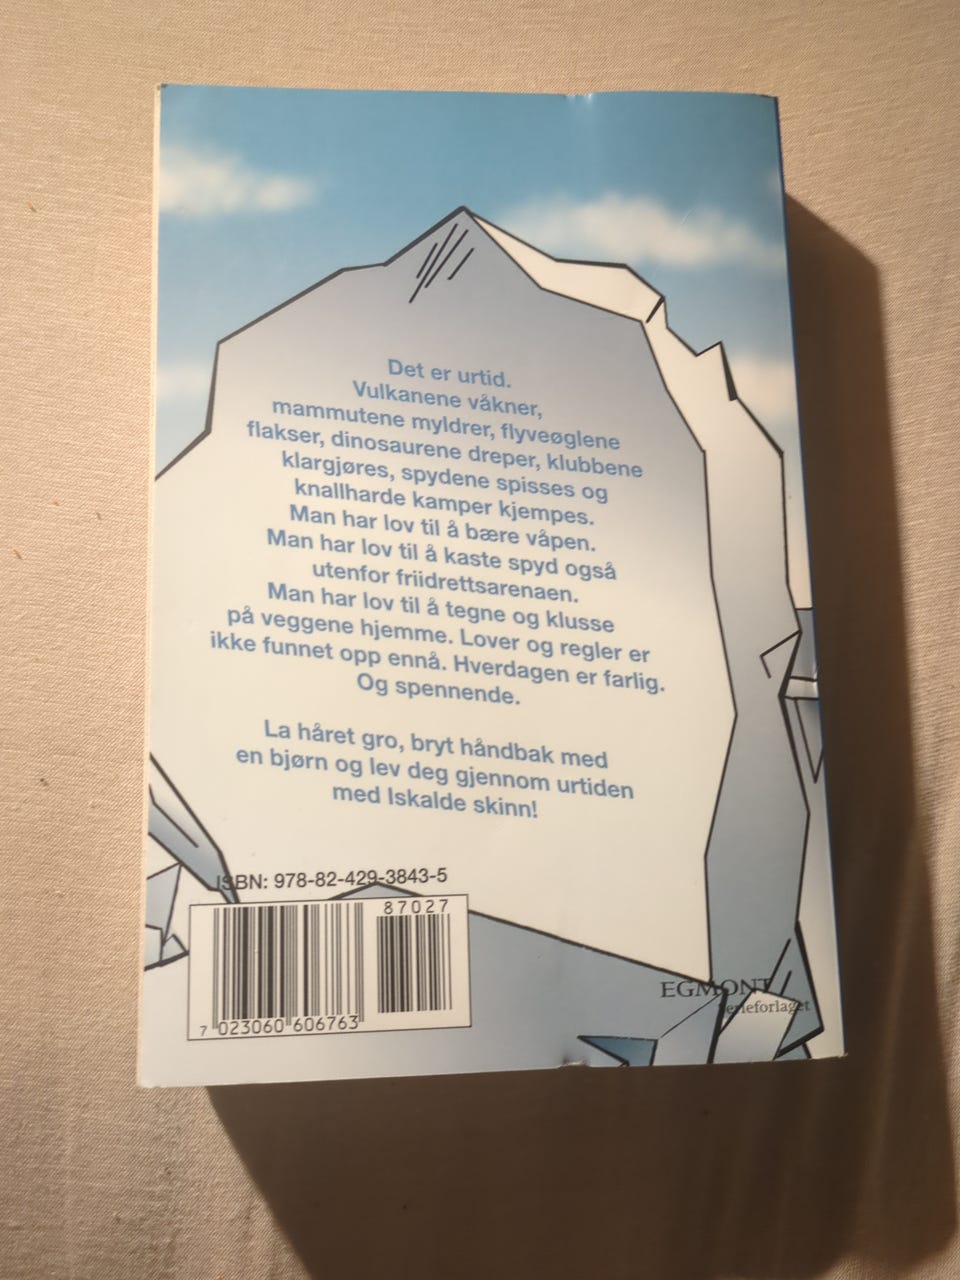 Det er urtid.
Vulkanene våkner,
mammutene myldrer, flyveøglene
flakser, dinosaurene dreper, klubbene
klargjøres, spydene spisses og
knallharde kamper kjempes.
Man har lov til å bære våpen.
Man har lov til å kaste spyd også
utenfor friidrettsarenaen.
Man har lov til å tegne og klusse
på veggene hjemme. Lover og regler er
ikke funnet opp ennå. Hverdagen er farlig.
Og spennende.
La håret gro, bryt håndbak med
en bjørn og lev deg gjennom urtiden
med Iskalde skinn!
ISBN: 978-82-429-3843-5
87027
7 023060 606763
EGMONT
Serieforlaget